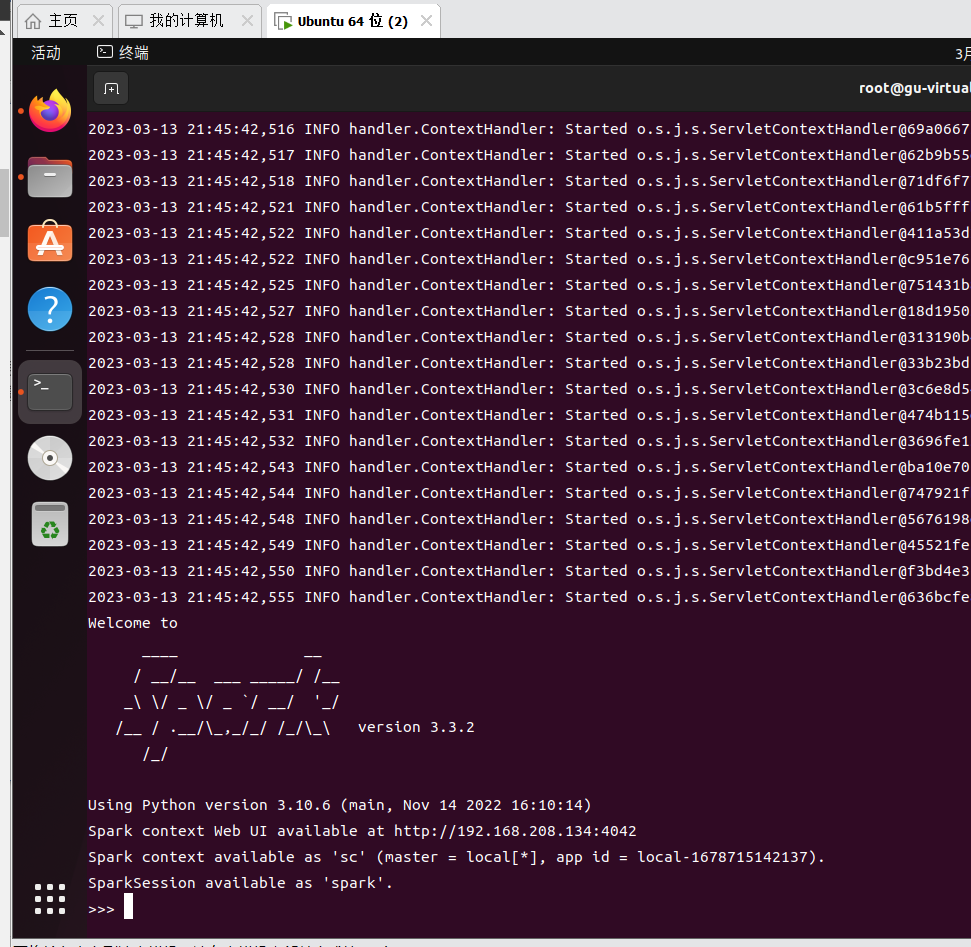 主页
我的计算机
Ubuntu 64 位 (2)
活动
终端
3月
root@gu-virtual
2023-03-13 21:45:42,516 INFO handler.ContextHandler: Started o.s.j.s.ServletContextHandler@69a0667
2023-03-13 21:45:42,517 INFO handler.ContextHandler: Started o.s.j.s.ServletContextHandler@62b9b55
2023-03-13 21:45:42,518 INFO handler.ContextHandler: Started o.s.j.s.ServletContextHandler@71df6f7
2023-03-13 21:45:42,521 INFO handler.ContextHandler: Started o.s.j.s.ServletContextHandler@61b5fff
2023-03-13 21:45:42,522 INFO handler.ContextHandler: Started o.s.j.s.ServletContextHandler@411a53d
2023-03-13 21:45:42,522 INFO handler.ContextHandler: Started o.s.j.s.ServletContextHandler@c951e76
2023-03-13 21:45:42,525 INFO handler.ContextHandler: Started o.s.j.s.ServletContextHandler@751431b
2023-03-13 21:45:42,527 INFO handler.ContextHandler: Started o.s.j.s.ServletContextHandler@18d1950
2023-03-13 21:45:42,528 INFO handler.ContextHandler: Started o.s.j.s.ServletContextHandler@313190b
2023-03-13 21:45:42,528 INFO handler.ContextHandler: Started o.s.j.s.ServletContextHandler@33b23bd
2023-03-13 21:45:42,530 INFO handler.ContextHandler: Started o.s.j.s.ServletContextHandler@3c6e8d5
2023-03-13 21:45:42,531 INFO handler.ContextHandler: Started o.s.j.s.ServletContextHandler@474b115
2023-03-13 21:45:42,532 INFO handler.ContextHandler: Started o.s.j.s.ServletContextHandler@3696fe1
2023-03-13 21:45:42,543 INFO handler.ContextHandler: Started o.s.j.s.ServletContextHandler@ba10e70
2023-03-13 21:45:42,544 INFO handler.ContextHandler: Started o.s.j.s.ServletContextHandler@747921f
2023-03-13 21:45:42,548 INFO handler.ContextHandler: Started o.s.j.s.ServletContextHandler@5676198
2023-03-13 21:45:42,549 INFO handler.ContextHandler: Started o.s.j.s.ServletContextHandler@45521fe
2023-03-13 21:45:42,550 INFO handler.ContextHandler: Started o.s.j.s.ServletContextHandler@f3bd4e3
2023-03-13 21:45:42,555 INFO handler.ContextHandler: Started o.s.j.s.ServletContextHandler@636bcfe
Welcome to
      ____              __
     / __/__  ___ _____/ /__
    _\ \/ _ \/ _ `/ __/  '_/
   /__ / .__/\_,_/_/ /_/\_\   version 3.3.2
      /_/
Using Python version 3.10.6 (main, Nov 14 2022 16:10:14)
Spark context Web UI available at http://192.168.208.134:4042
Spark context available as 'sc' (master = local[*], app id = local-1678715142137).
SparkSession available as 'spark'.
>>>